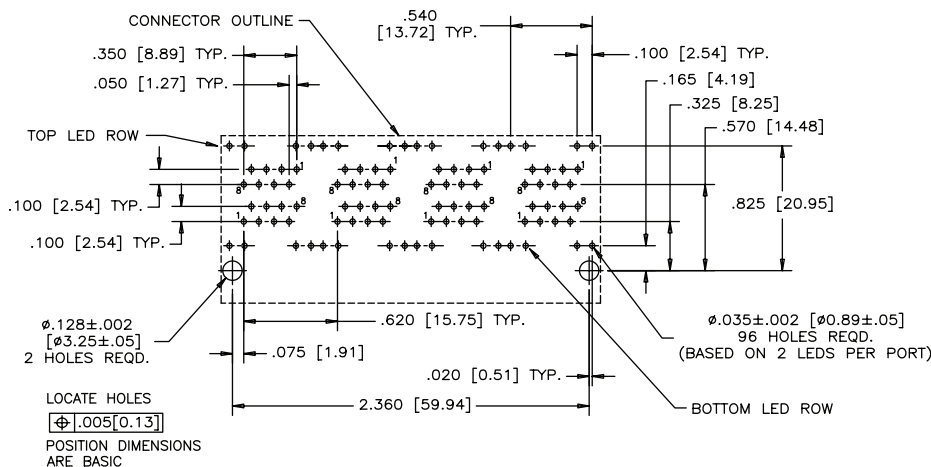 CONNECTOR OUTLINE
.540
[13.72] TYP.
.350 [8.89] TYP.
.100 [2.54] TYP.
.050 [1.27] TYP.
.165 [4.19]
.325 [8.25]
TOP LED ROW
.570 [14.48]
1 1 1 1
8 8 8 8
.100 [2.54] TYP.
8 8 8 8
.825 [20.95]
1 1 1 1
.100 [2.54] TYP.
ø.128±.002
[ø3.25±.05]
2 HOLES REQD.
.620 [15.75] TYP.
ø.035±.002 [ø0.89±.05]
96 HOLES REQD.
(BASED ON 2 LEDS PER PORT)
.075 [1.91]
.020 [0.51] TYP.
LOCATE HOLES
2.360 [59.94]
BOTTOM LED ROW
⌖ .005[0.13]
POSITION DIMENSIONS
ARE BASIC